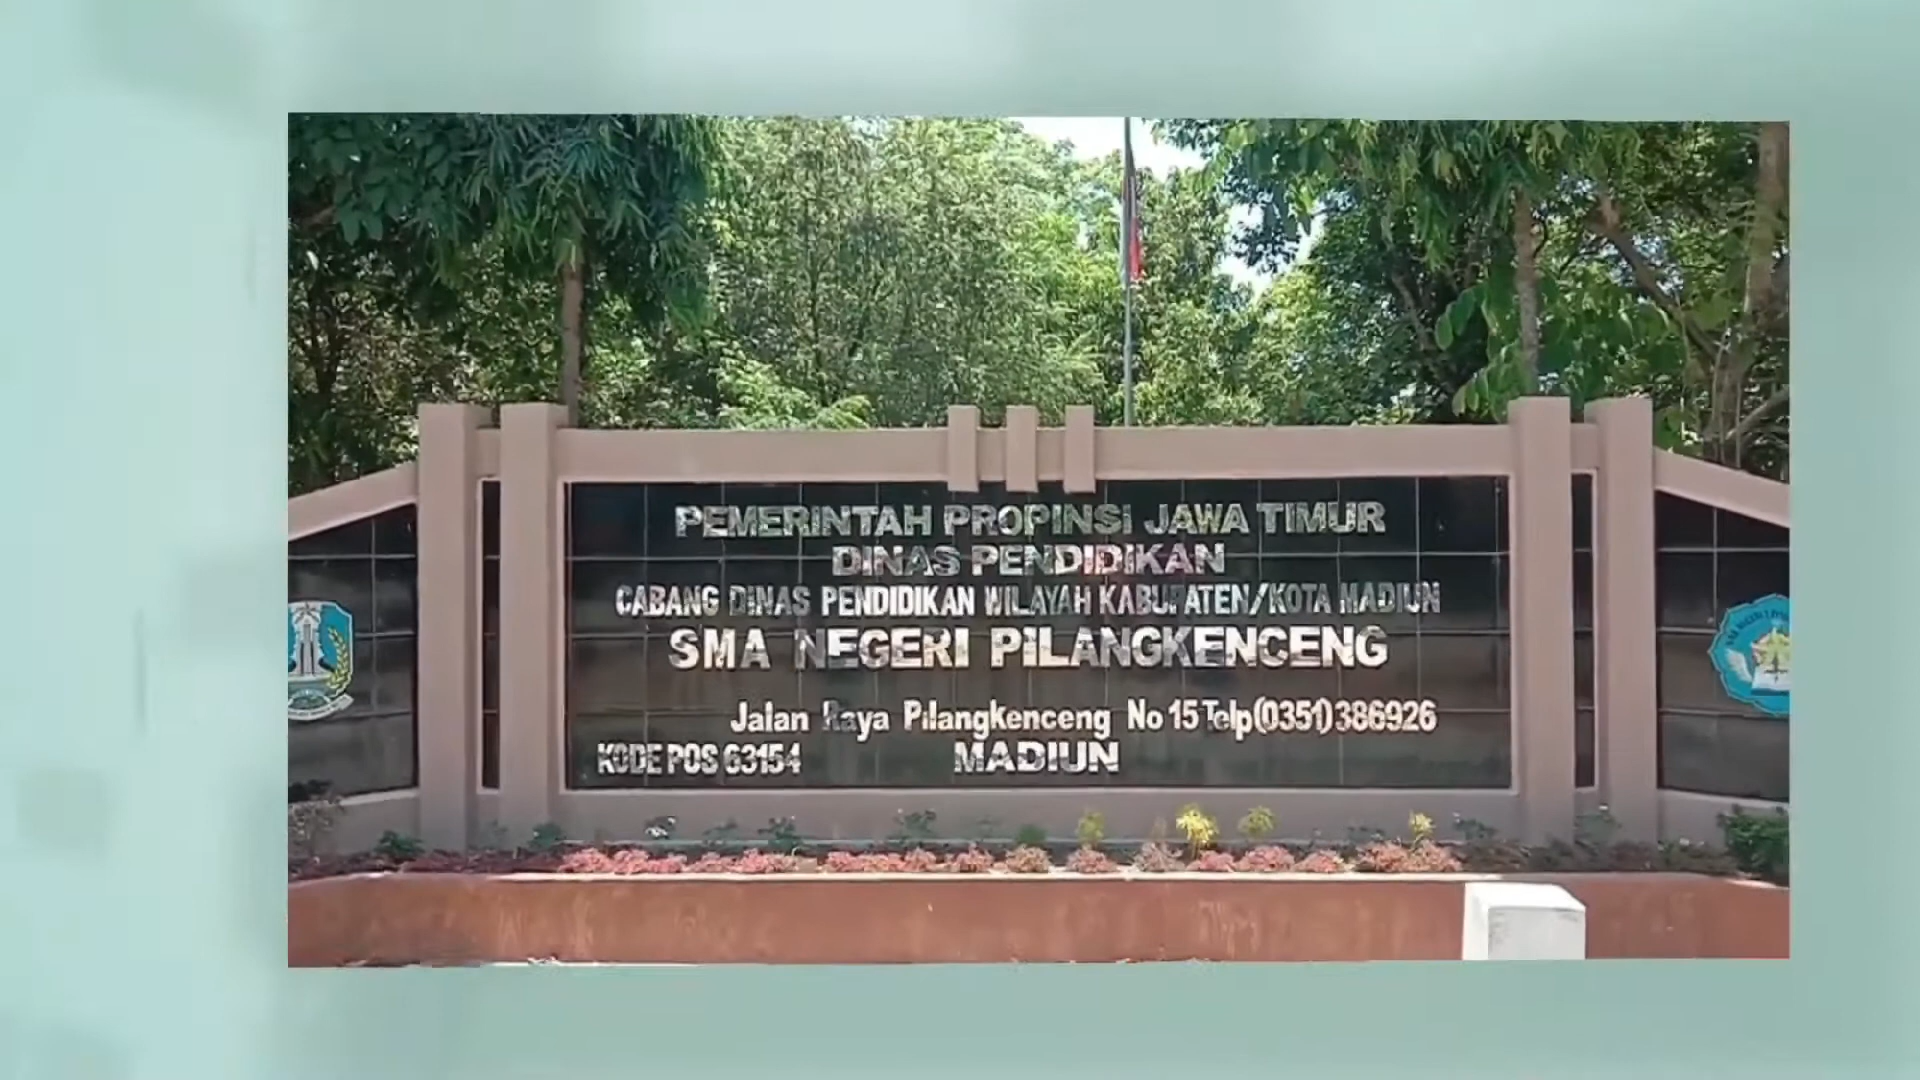 PEMERINTAH PROPINSI JAWA TIMUR
DINAS PENDIDIKAN
CABANG DINAS PENDIDIKAN WILAYAH KABUPATEN/KOTA MADIUN
SMA NEGERI PILANGKENCENG
Jalan Raya Pilangkenceng No 15 Telp(0351)386926
KODE POS 63154 MADIUN